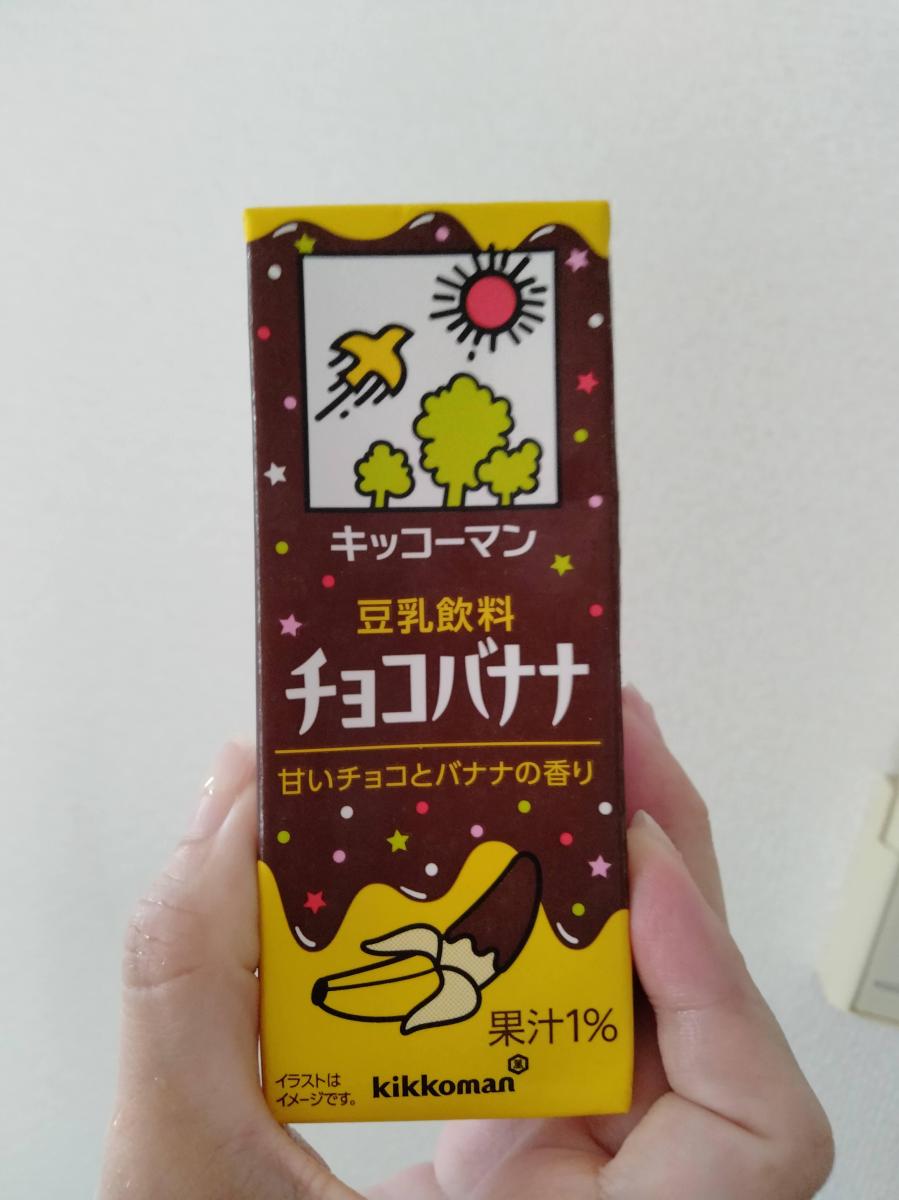 キッコーマン
豆乳飲料
チョコバナナ
甘いチョコとバナナの香り
果汁1%
イラストは
イメージです。
kikkoman